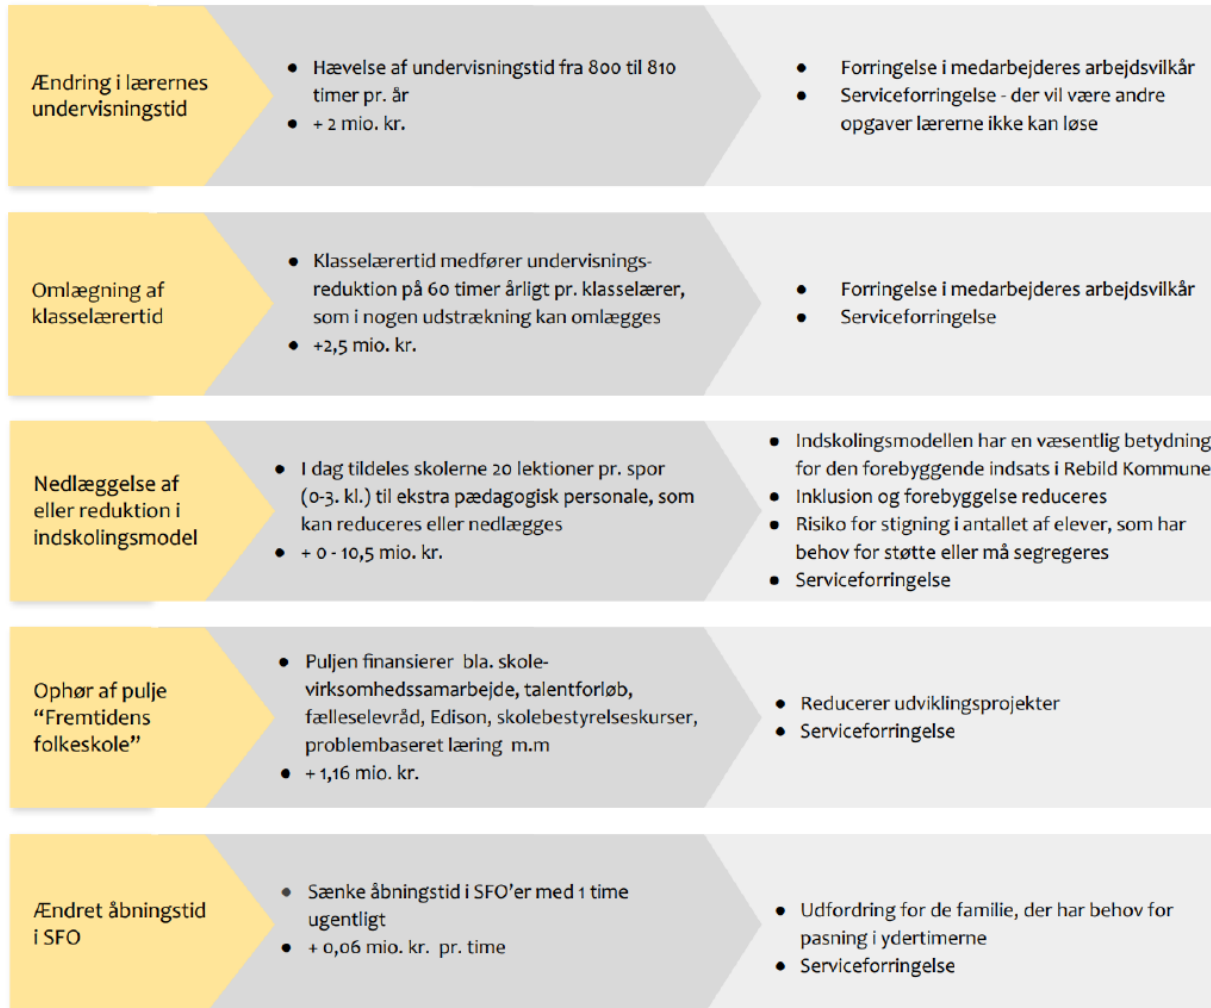 Ændring i lærernes
undervisningstid
● Hævelse af undervisningstid fra 800 til 810
timer pr. år
● + 2 mio. kr.
● Forringelse i medarbejderes arbejdsvilkår
● Serviceforringelse - der vil være andre
opgaver lærerne ikke kan løse
Omlægning af
klasselærertid
● Klasselærertid medfører undervisnings-
reduktion på 60 timer årligt pr. klasselærer,
som i nogen udstrækning kan omlægges
● +2,5 mio. kr.
● Forringelse i medarbejderes arbejdsvilkår
● Serviceforringelse
Nedlæggelse af
eller reduktion i
indskolingsmodel
● I dag tildeles skolerne 20 lektioner pr. spor
(0-3. kl.) til ekstra pædagogisk personale, som
kan reduceres eller nedlægges
● + 0 - 10,5 mio. kr.
● Indskolingsmodellen har en væsentlig betydning
for den forebyggende indsats i Rebild Kommune
● Inklusion og forebyggelse reduceres
● Risiko for stigning i antallet af elever, som har
behov for støtte eller må segregeres
● Serviceforringelse
Ophør af pulje
“Fremtidens
folkeskole”
● Puljen finansierer bla. skole-
virksomhedssamarbejde, talentforløb,
fælleselevråd, Edison, skolebestyrelseskurser,
problembaseret læring m.m
● + 1,16 mio. kr.
● Reducerer udviklingsprojekter
● Serviceforringelse
Ændret åbningstid
i SFO
● Sænke åbningstid i SFO’er med 1 time
ugentligt
● + 0,06 mio. kr. pr. time
● Udfordring for de familie, der har behov for
pasning i ydertimerne
● Serviceforringelse